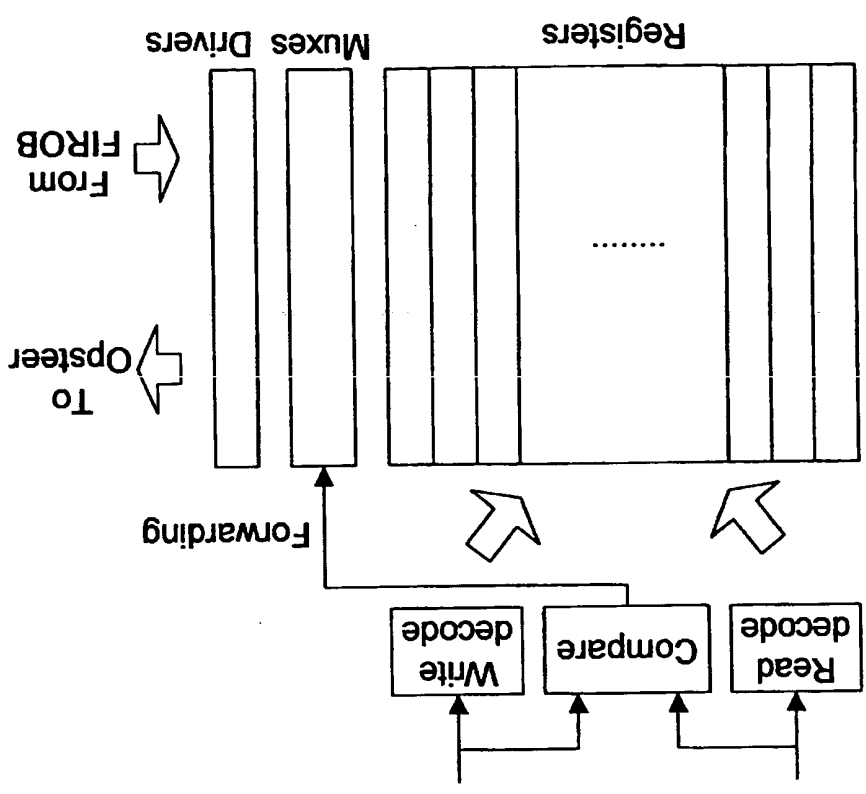 Read
decode
Compare
Write
decode
Forwarding
To
Opsteer
From
FIROB
Registers
Muxes
Drivers